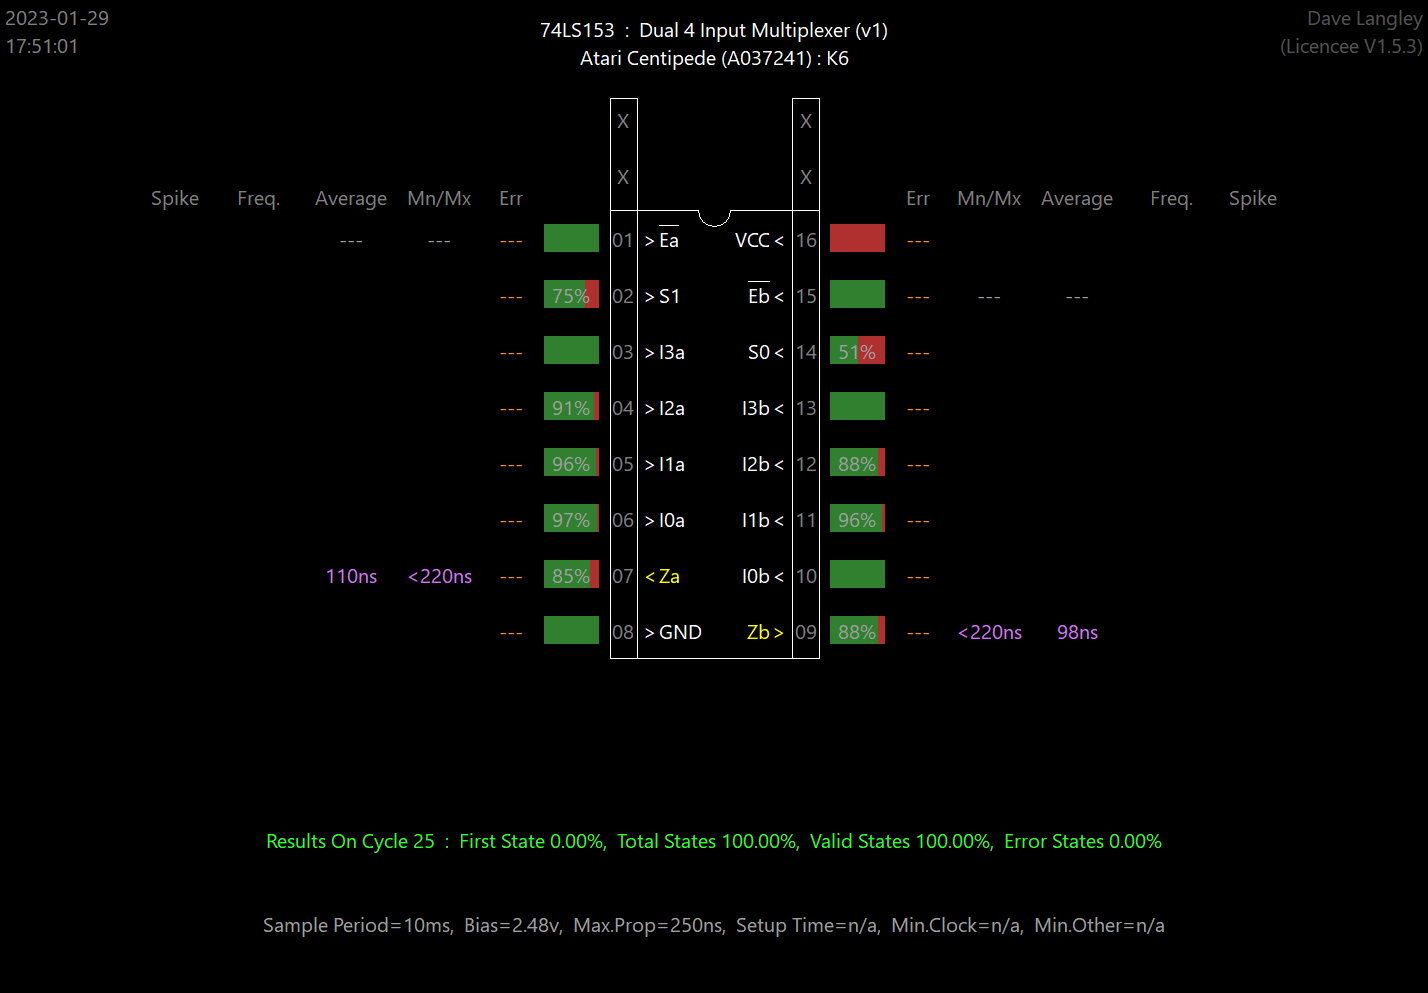 2023-01-29
17:51:01
74LS153 : Dual 4 Input Multiplexer (v1)
Atari Centipede (A037241) : K6
Dave Langley
(Licencee V1.5.3)
X X
X X
Spike Freq. Average Mn/Mx Err Err Mn/Mx Average Freq. Spike
--- --- --- 01 > Ea VCC < 16 ---
--- 75% 02 > S1 Eb < 15 --- --- ---
--- 03 > I3a S0 < 14 51% ---
--- 91% 04 > I2a I3b < 13 ---
--- 96% 05 > I1a I2b < 12 88% ---
--- 97% 06 > I0a I1b < 11 96% ---
110ns <220ns --- 85% 07 < Za I0b < 10 ---
--- 08 > GND Zb > 09 88% --- <220ns 98ns
Results On Cycle 25 : First State 0.00%, Total States 100.00%, Valid States 100.00%, Error States 0.00%
Sample Period=10ms, Bias=2.48v, Max.Prop=250ns, Setup Time=n/a, Min.Clock=n/a, Min.Other=n/a